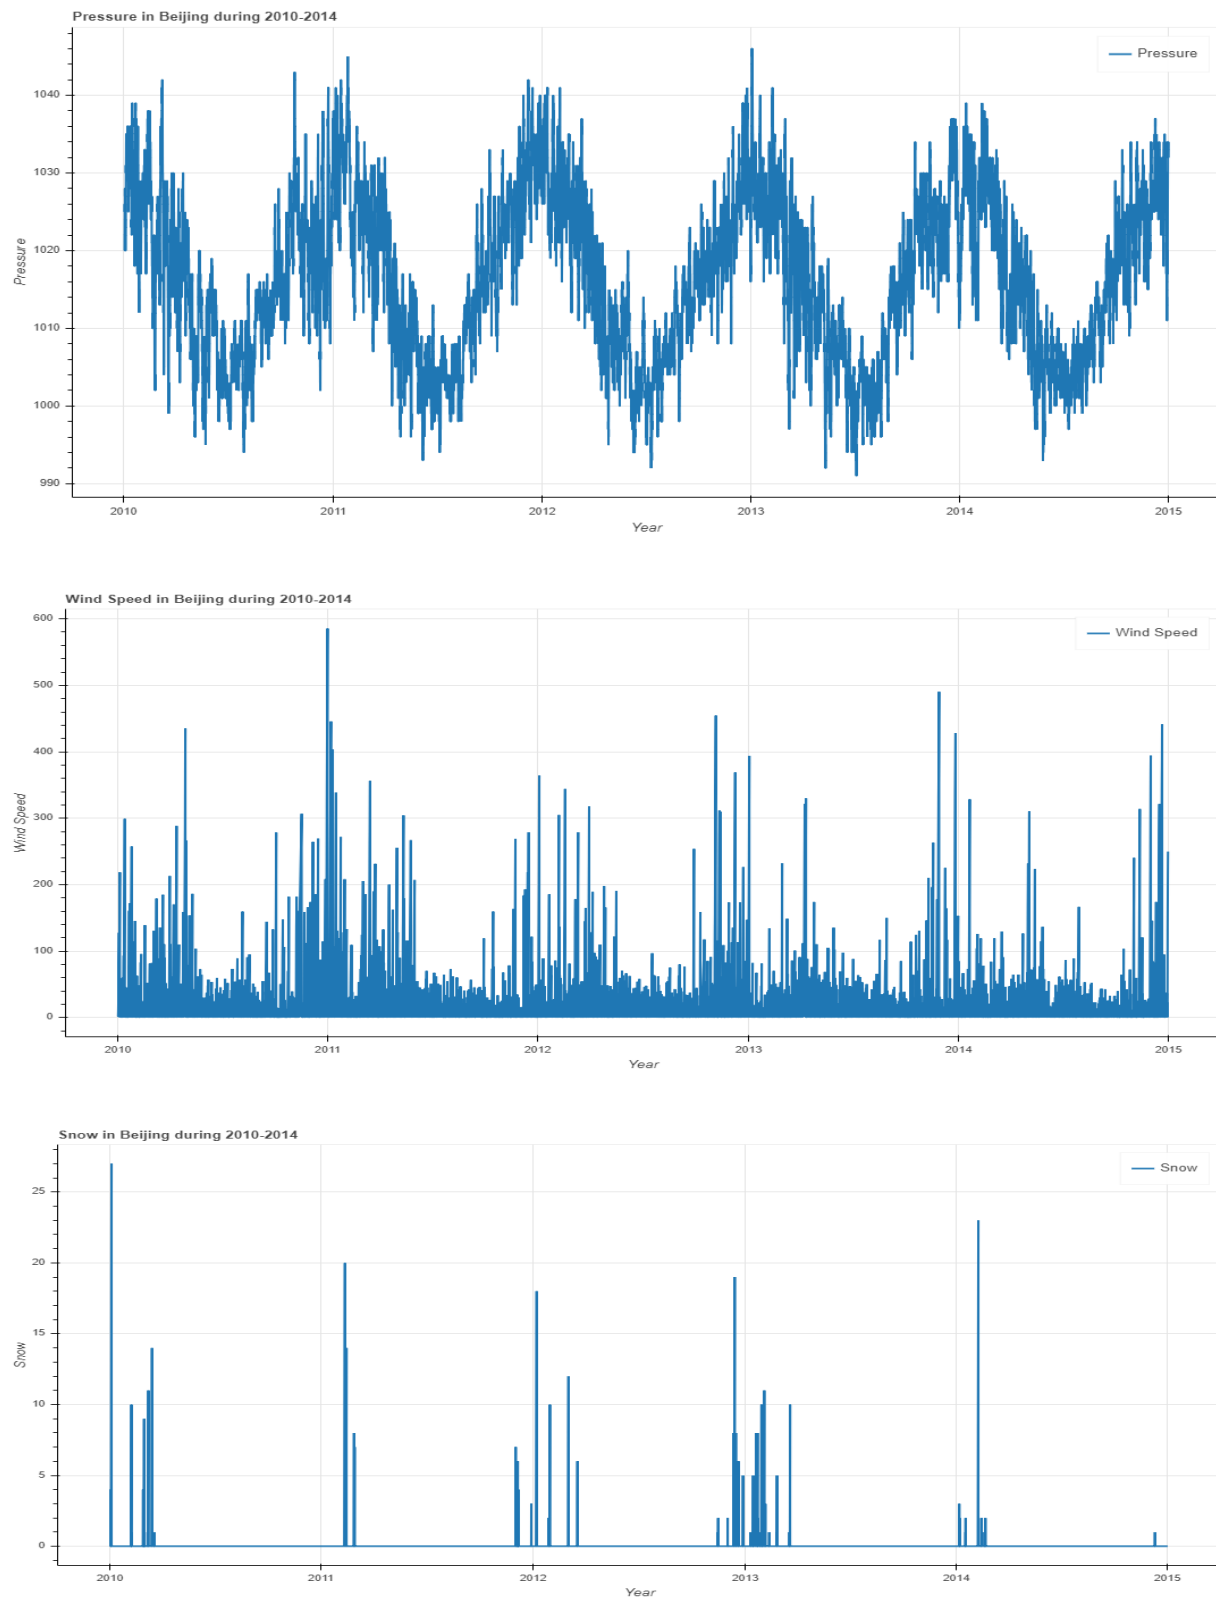 Pressure in Beijing during 2010-2014
Pressure
1040
1030
1020
1010
1000
990
Pressure
2010 2011 2012 2013 2014 2015
Year
Wind Speed in Beijing during 2010-2014
Wind Speed
600
500
400
300
200
100
0
Wind Speed
2010 2011 2012 2013 2014 2015
Year
Snow in Beijing during 2010-2014
Snow
25
20
15
10
5
0
Snow
2010 2011 2012 2013 2014 2015
Year